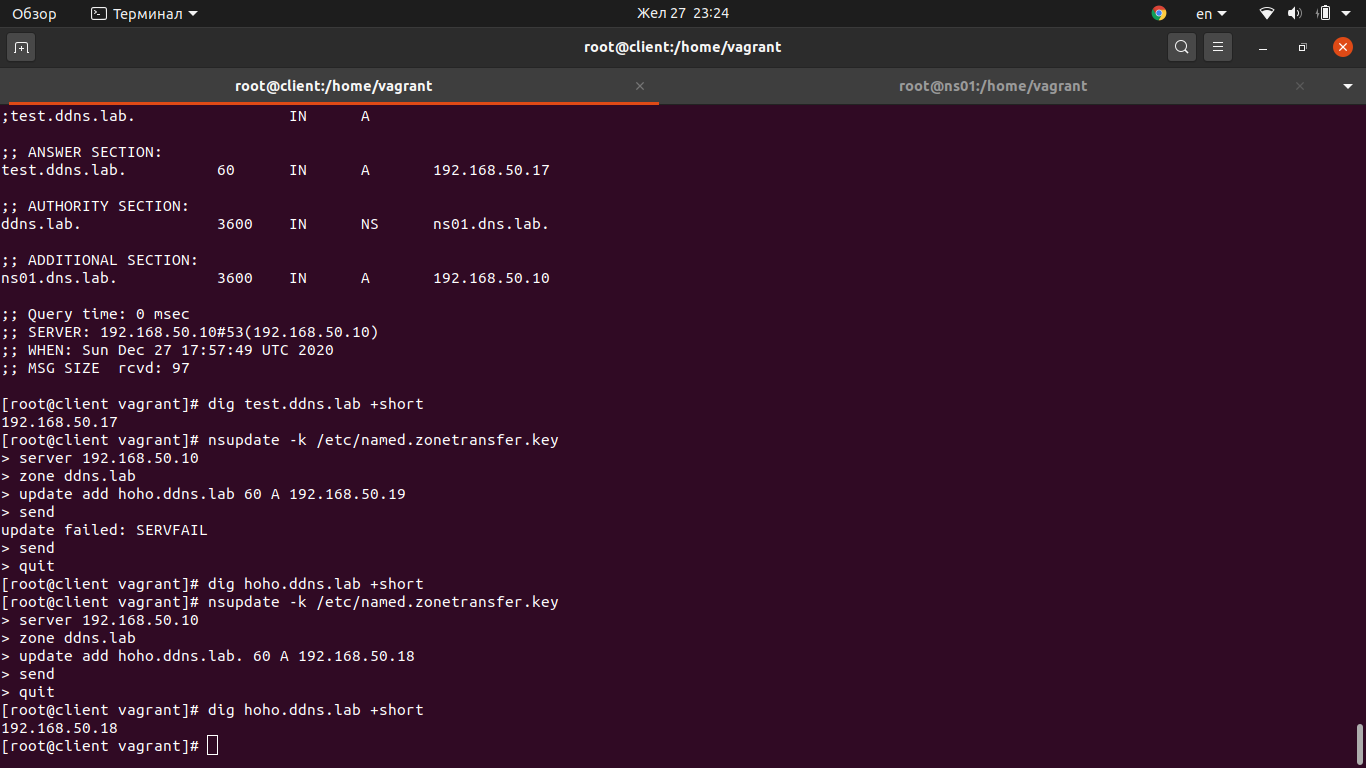 Обзор Терминал Жел 27 23:24 en
root@client:/home/vagrant
root@client:/home/vagrant root@ns01:/home/vagrant
;test.ddns.lab. IN A
;; ANSWER SECTION:
test.ddns.lab. 60 IN A 192.168.50.17
;; AUTHORITY SECTION:
ddns.lab. 3600 IN NS ns01.dns.lab.
;; ADDITIONAL SECTION:
ns01.dns.lab. 3600 IN A 192.168.50.10
;; Query time: 0 msec
;; SERVER: 192.168.50.10#53(192.168.50.10)
;; WHEN: Sun Dec 27 17:57:49 UTC 2020
;; MSG SIZE rcvd: 97
[root@client vagrant]# dig test.ddns.lab +short
192.168.50.17
[root@client vagrant]# nsupdate -k /etc/named.zonetransfer.key
> server 192.168.50.10
> zone ddns.lab
> update add hoho.ddns.lab 60 A 192.168.50.19
> send
update failed: SERVFAIL
> send
> quit
[root@client vagrant]# dig hoho.ddns.lab +short
[root@client vagrant]# nsupdate -k /etc/named.zonetransfer.key
> server 192.168.50.10
> zone ddns.lab
> update add hoho.ddns.lab. 60 A 192.168.50.18
> send
> quit
[root@client vagrant]# dig hoho.ddns.lab +short
192.168.50.18
[root@client vagrant]#